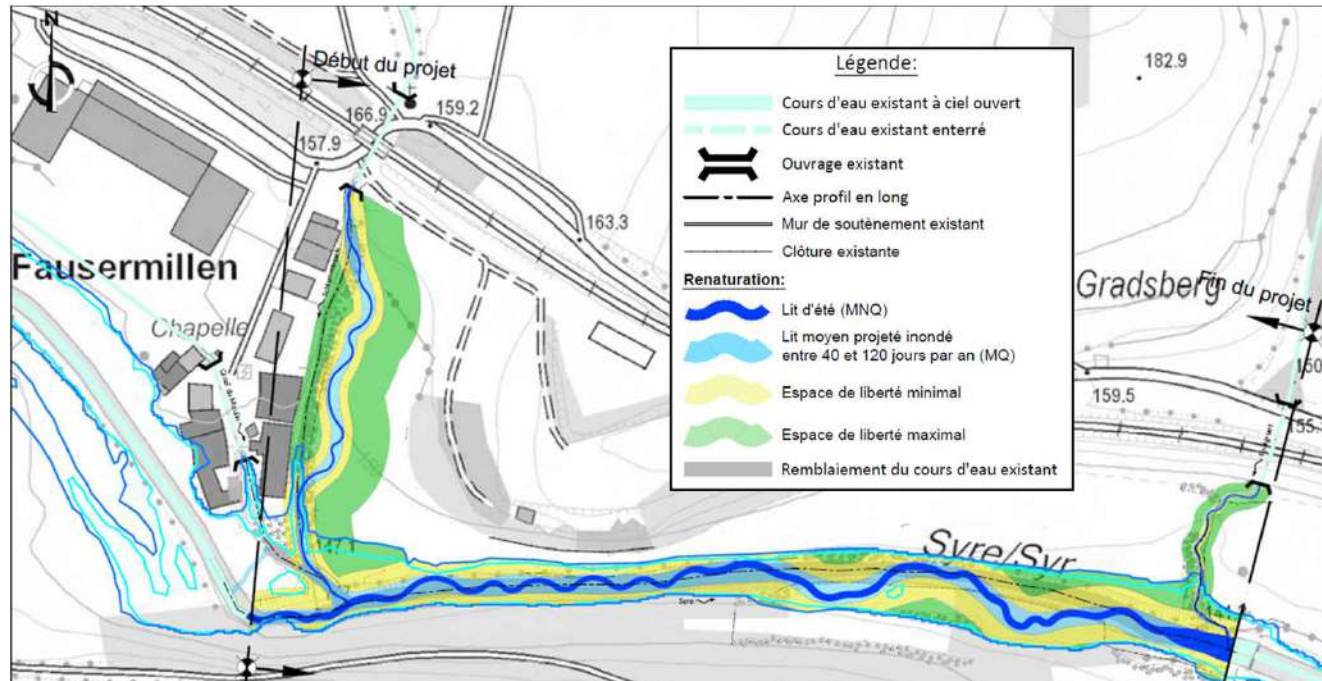 N
Début du projet
166.9
159.2
157.9
163.3
Fausermillen
Chapelle
Légende:
Cours d'eau existant à ciel ouvert
Cours d'eau existant enterré
Ouvrage existant
Axe profil en long
Mur de soutènement existant
Clôture existante
Renaturation:
Lit d'été (MNQ)
Lit moyen projeté inondé
entre 40 et 120 jours par an (MQ)
Espace de liberté minimal
Espace de liberté maximal
Remblaiement du cours d'eau existant
182.9
Gradsberg
Fin du projet
159.5
Syre/Syr
Syre